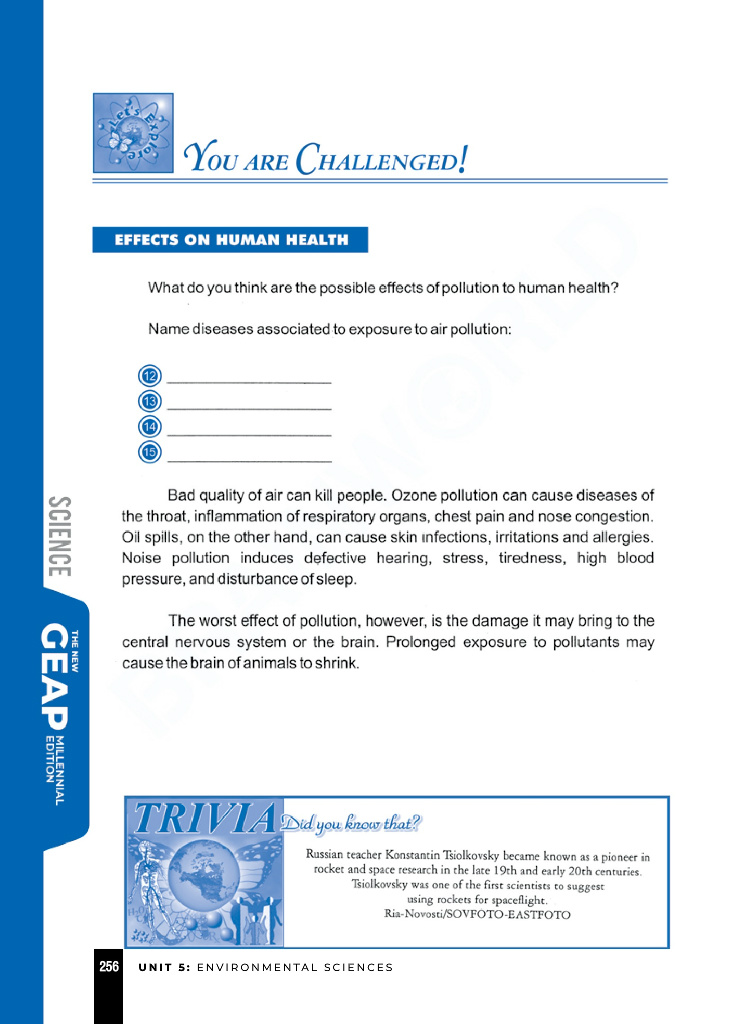 Let's Explore
YOU ARE CHALLENGED!
EFFECTS ON HUMAN HEALTH
What do you think are the possible effects of pollution to human health?
Name diseases associated to exposure to air pollution:
12
13
14
15
Bad quality of air can kill people. Ozone pollution can cause diseases of
the throat, inflammation of respiratory organs, chest pain and nose congestion.
Oil spills, on the other hand, can cause skin infections, irritations and allergies.
Noise pollution induces defective hearing, stress, tiredness, high blood
pressure, and disturbance of sleep.
The worst effect of pollution, however, is the damage it may bring to the
central nervous system or the brain. Prolonged exposure to pollutants may
cause the brain of animals to shrink.
SCIENCE
THE NEW
GEAP
MILLENNIAL
EDITION
TRIVIA
Did you know that?
Russian teacher Konstantin Tsiolkovsky became known as a pioneer in
rocket and space research in the late 19th and early 20th centuries.
Tsiolkovsky was one of the first scientists to suggest
using rockets for spaceflight.
Ria-Novosti/SOVFOTO-EASTFOTO
256 UNIT 5: ENVIRONMENTAL SCIENCES